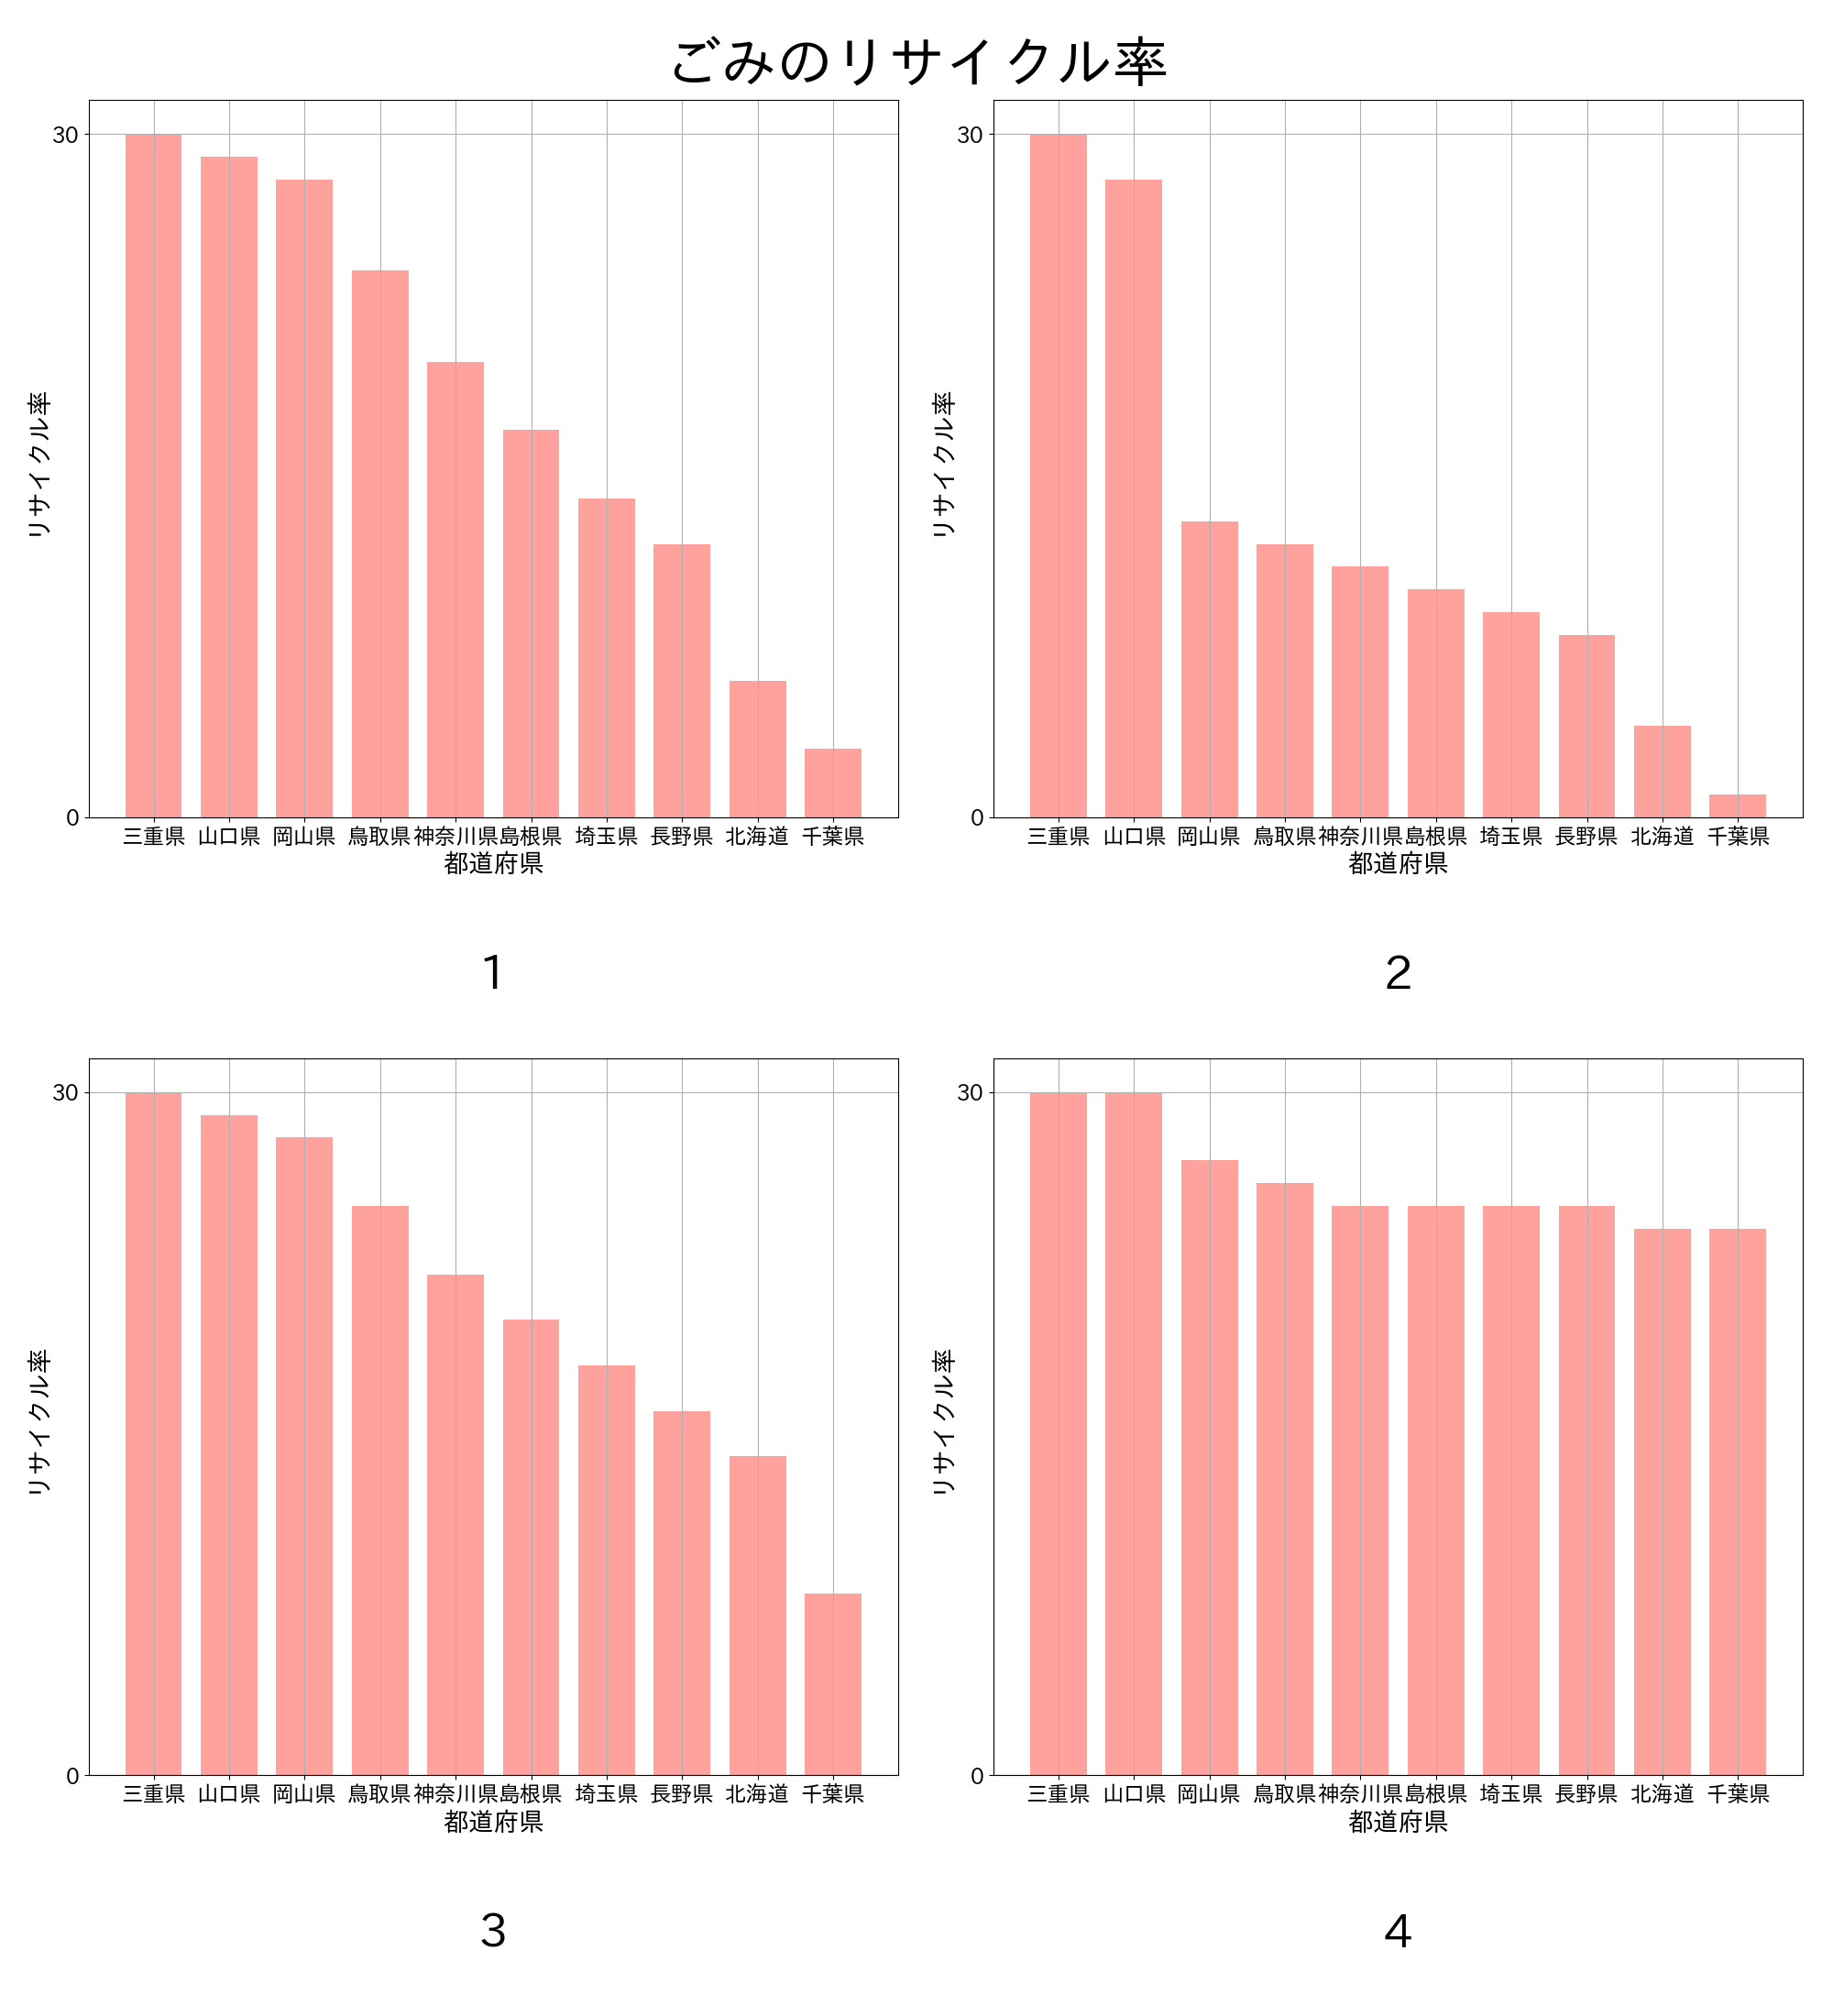 ごみのリサイクル率
30
0
リサイクル率
三重県 山口県 岡山県 鳥取県 神奈川県 島根県 埼玉県 長野県 北海道 千葉県
都道府県
1
30
0
リサイクル率
三重県 山口県 岡山県 鳥取県 神奈川県 島根県 埼玉県 長野県 北海道 千葉県
都道府県
2
30
0
リサイクル率
三重県 山口県 岡山県 鳥取県 神奈川県 島根県 埼玉県 長野県 北海道 千葉県
都道府県
3
30
0
リサイクル率
三重県 山口県 岡山県 鳥取県 神奈川県 島根県 埼玉県 長野県 北海道 千葉県
都道府県
4